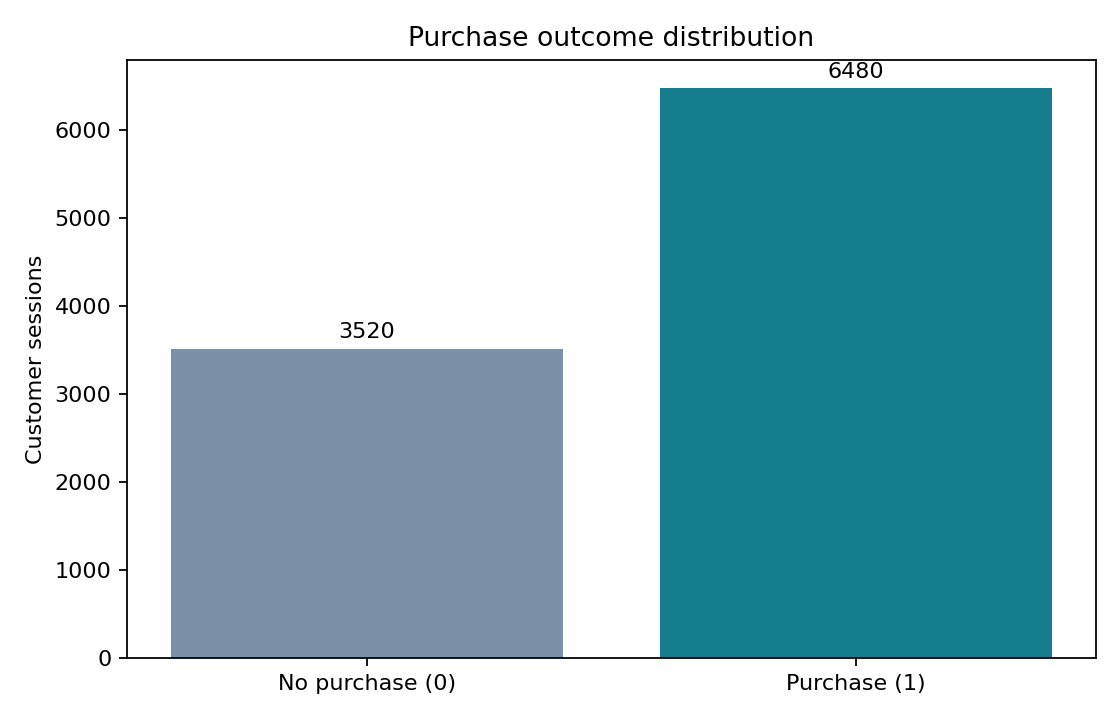 Purchase outcome distribution
Customer sessions
6000
5000
4000
3000
2000
1000
0
3520
6480
No purchase (0)
Purchase (1)